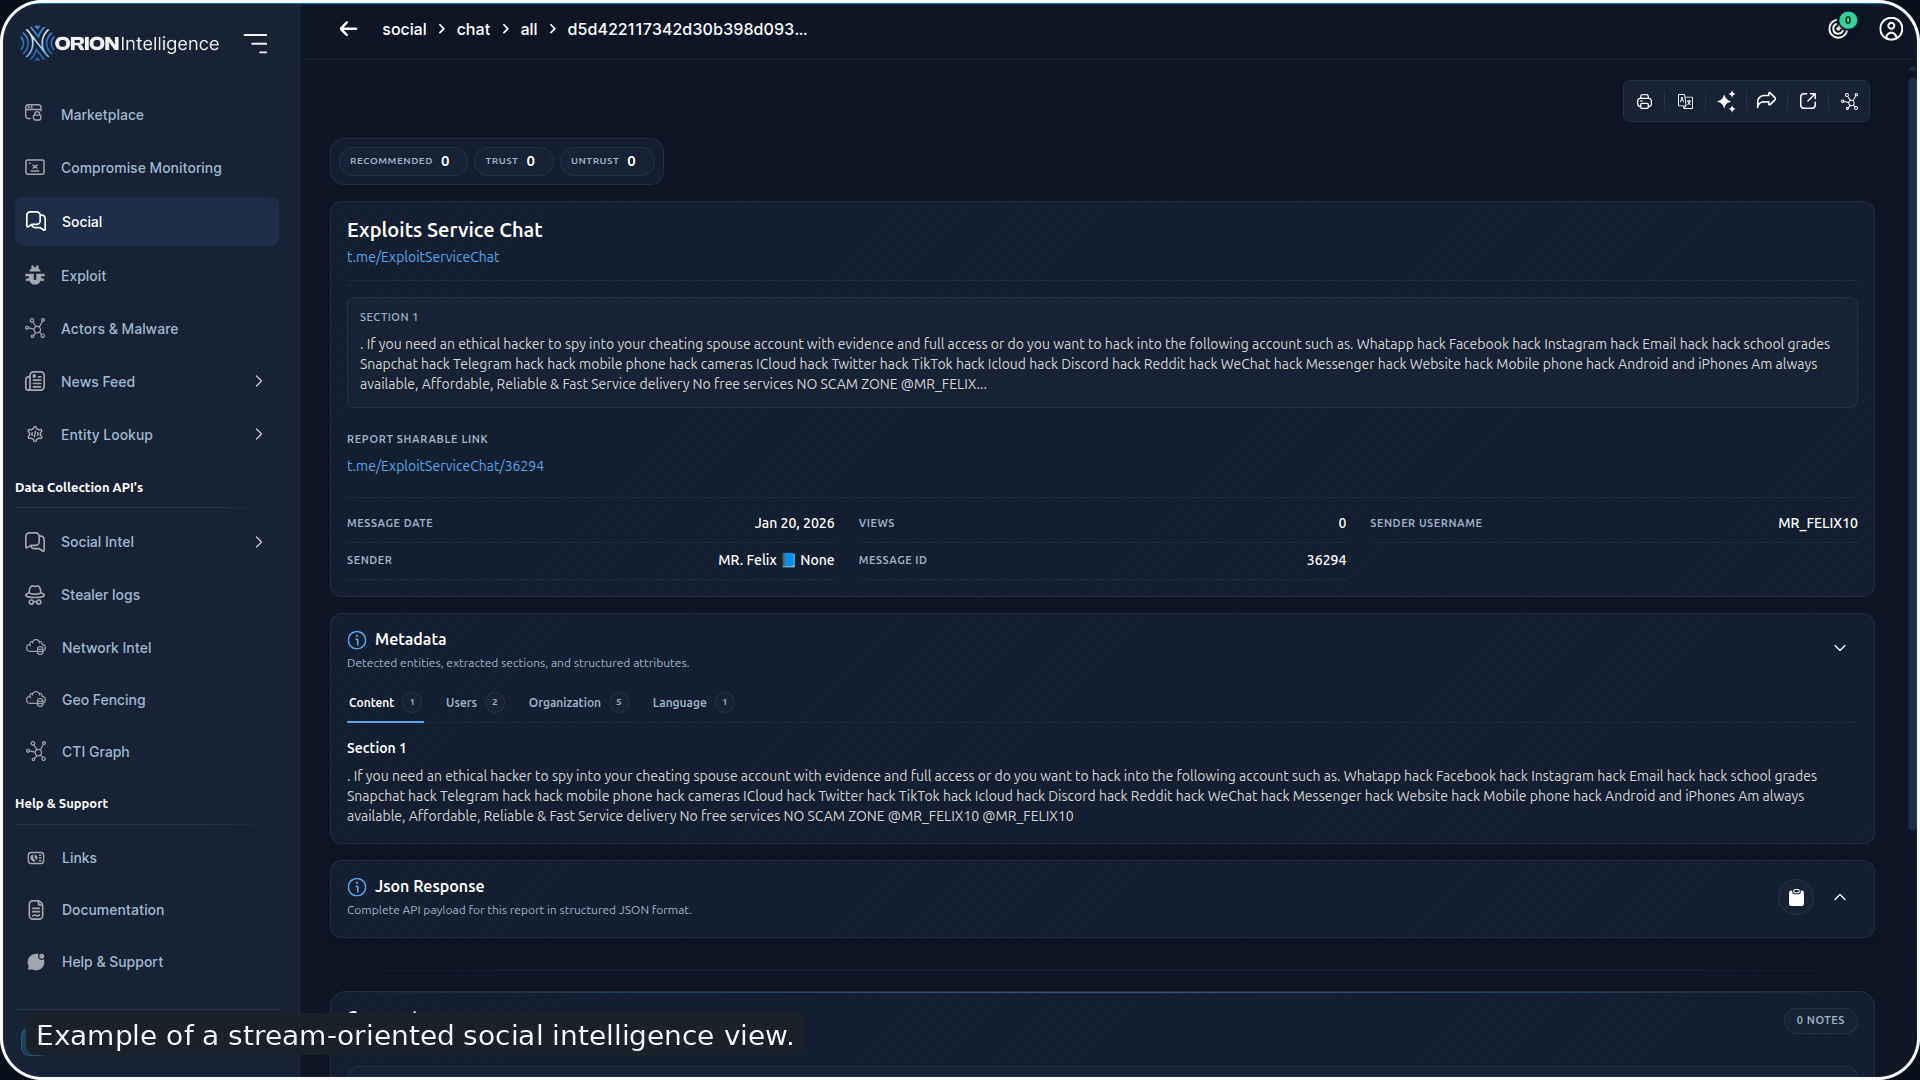 ORIONIntelligence
social > chat > all > d5d422117342d30b398d093...
0
Marketplace
Compromise Monitoring
Social
Exploit
Actors & Malware
News Feed
Entity Lookup
Data Collection API's
Social Intel
Stealer logs
Network Intel
Geo Fencing
CTI Graph
Help & Support
Links
Documentation
Help & Support
RECOMMENDED 0 TRUST 0 UNTRUST 0
Exploits Service Chat
t.me/ExploitServiceChat
SECTION 1
. If you need an ethical hacker to spy into your cheating spouse account with evidence and full access or do you want to hack into the following account such as. Whatapp hack Facebook hack Instagram hack Email hack hack school grades
Snapchat hack Telegram hack hack mobile phone hack cameras ICloud hack Twitter hack TikTok hack Icloud hack Discord hack Reddit hack WeChat hack Messenger hack Website hack Mobile phone hack Android and iPhones Am always
available, Affordable, Reliable & Fast Service delivery No free services NO SCAM ZONE @MR_FELIX...
REPORT SHARABLE LINK
t.me/ExploitServiceChat/36294
MESSAGE DATE Jan 20, 2026 VIEWS 0 SENDER USERNAME MR_FELIX10
SENDER MR. Felix 📘 None MESSAGE ID 36294
Metadata
Detected entities, extracted sections, and structured attributes.
Content 1 Users 2 Organization 5 Language 1
Section 1
. If you need an ethical hacker to spy into your cheating spouse account with evidence and full access or do you want to hack into the following account such as. Whatapp hack Facebook hack Instagram hack Email hack hack school grades
Snapchat hack Telegram hack hack mobile phone hack cameras ICloud hack Twitter hack TikTok hack Icloud hack Discord hack Reddit hack WeChat hack Messenger hack Website hack Mobile phone hack Android and iPhones Am always
available, Affordable, Reliable & Fast Service delivery No free services NO SCAM ZONE @MR_FELIX10 @MR_FELIX10
Json Response
Complete API payload for this report in structured JSON format.
0 NOTES
Example of a stream-oriented social intelligence view.